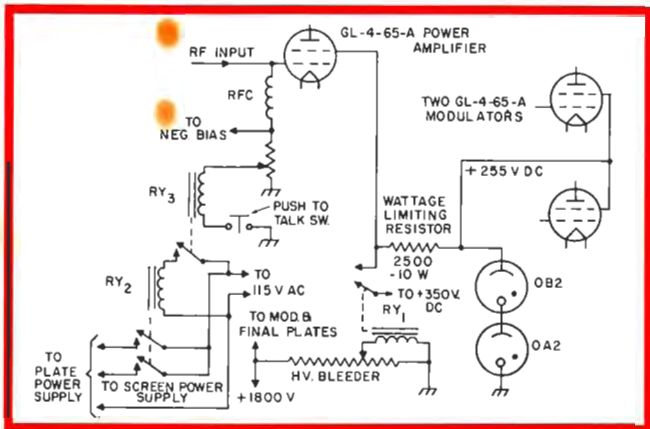 GL-4-65-A POWER
AMPLIFIER
RF INPUT
RFC
TWO GL-4-65-A
MODULATORS
TO
NEG. BIAS
+255 V DC
RY3
PUSH TO
TALK SW.
WATTAGE
LIMITING
RESISTOR
2500
-10 W
OB2
RY2
TO
115 V AC
TO +350V.
DC
RY1
TO MOD. &
FINAL PLATES
OA2
TO
PLATE
POWER
SUPPLY
TO SCREEN POWER
SUPPLY
H.V. BLEEDER
+1800 V